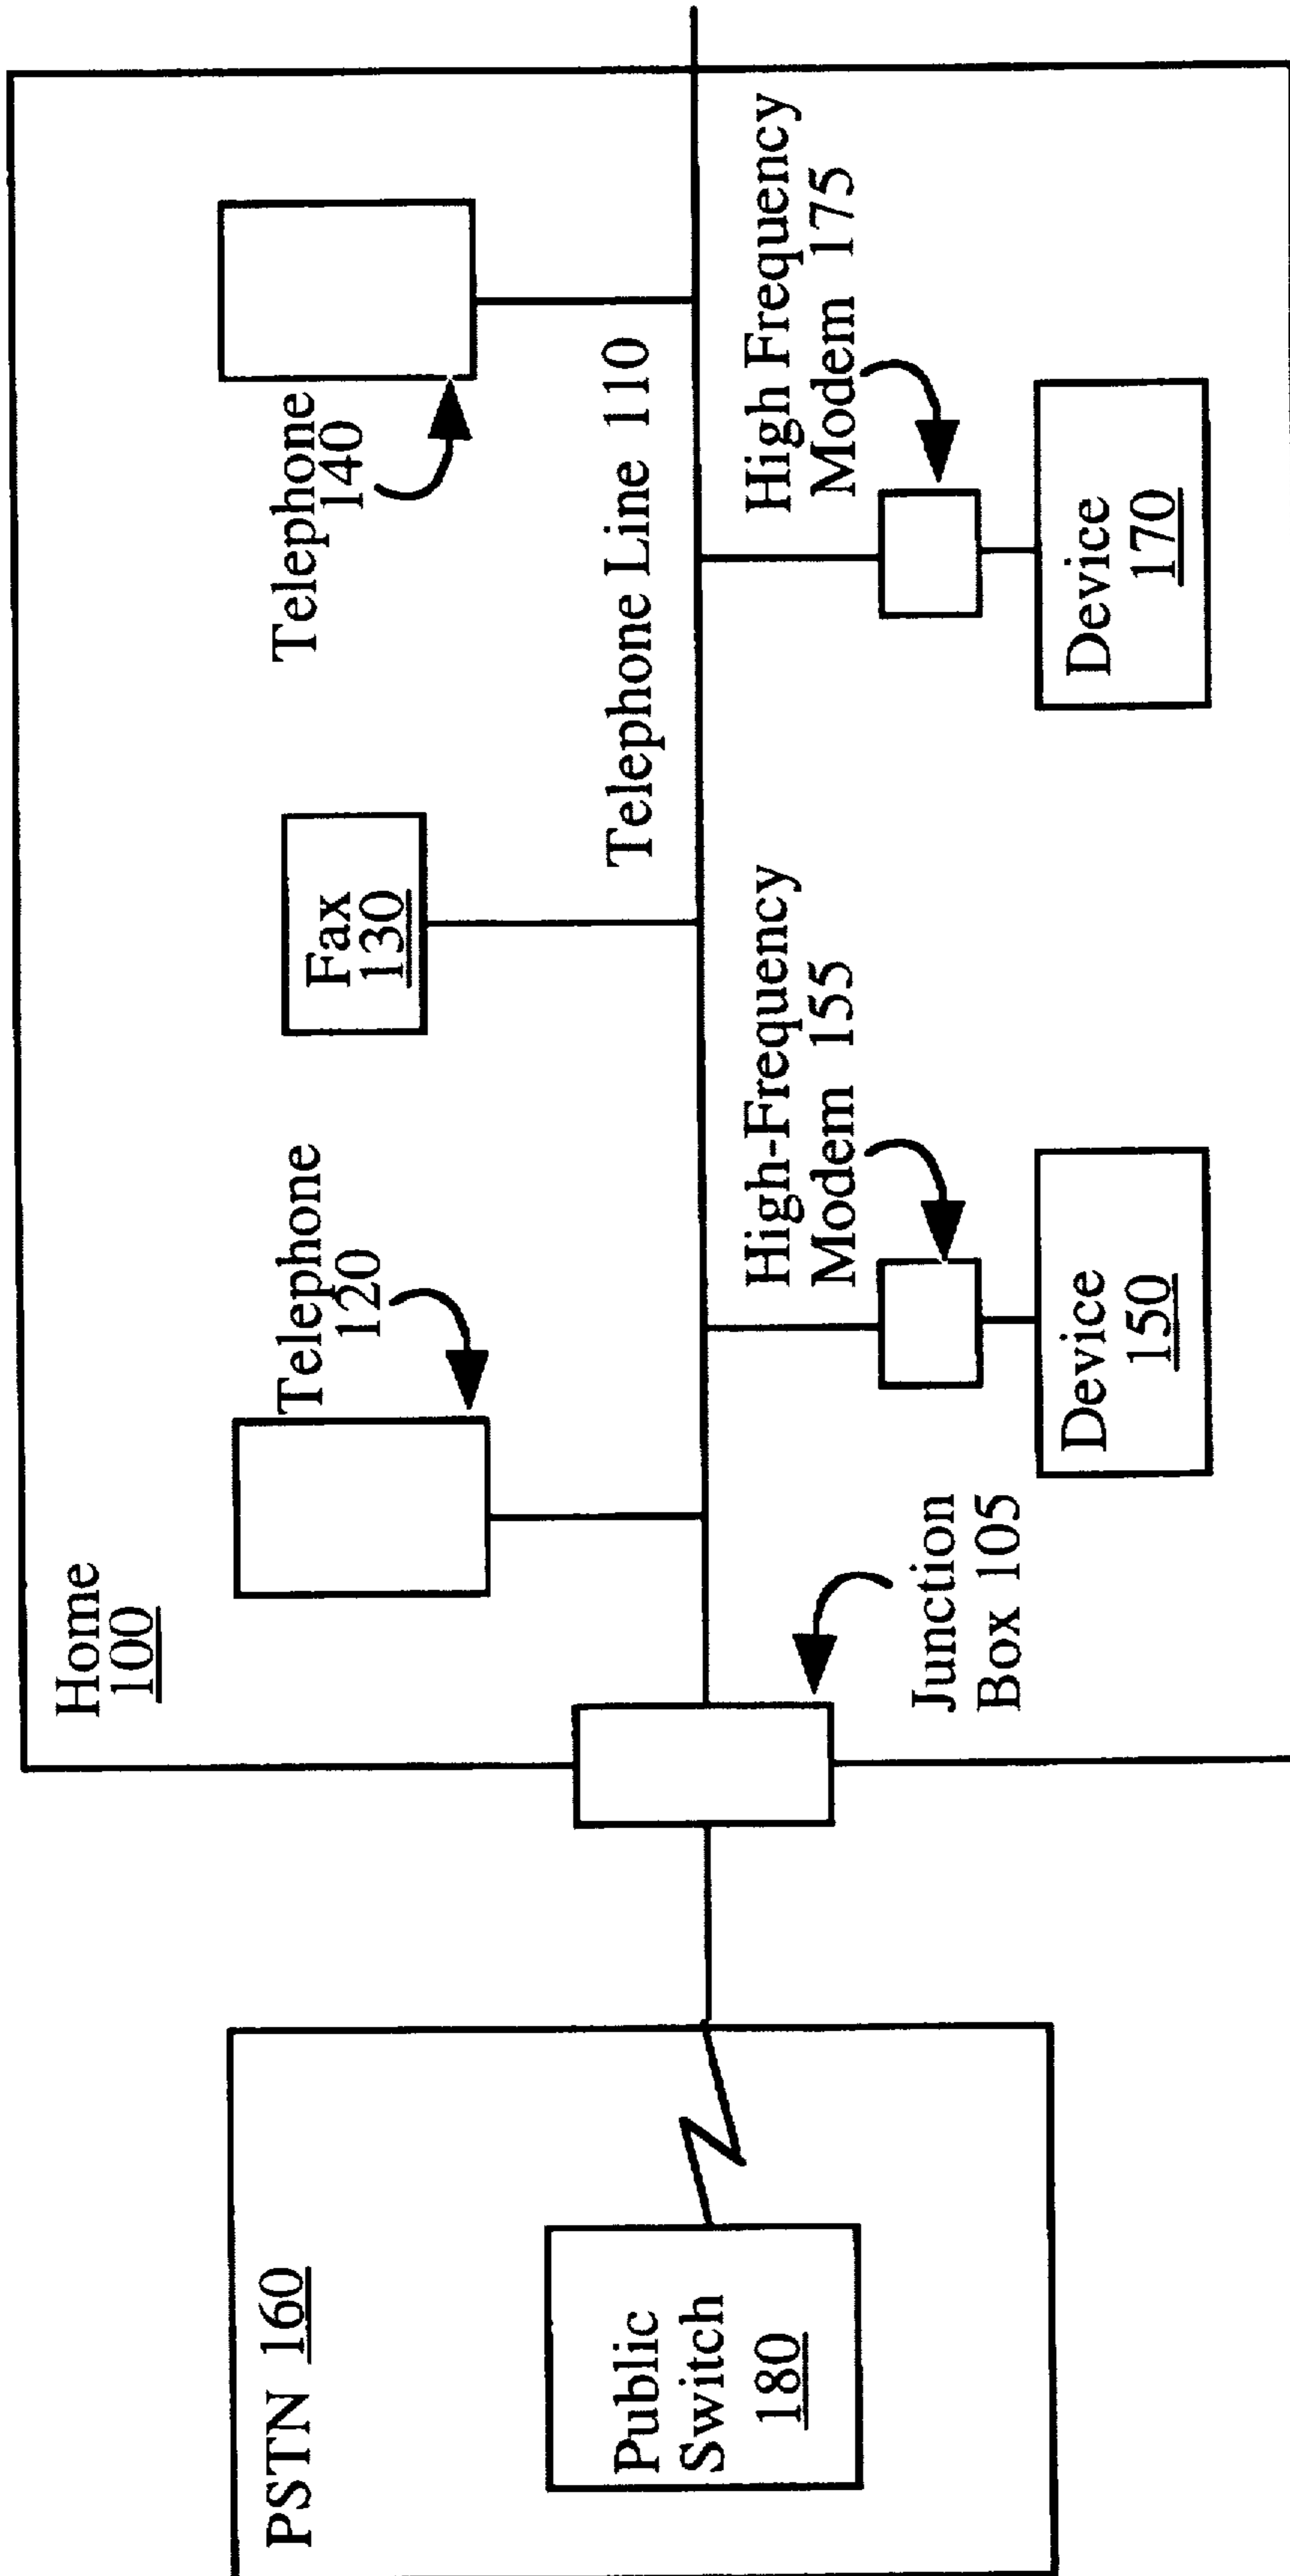 Home
100
Telephone
120
Fax
130
Telephone
140
Telephone Line 110
PSTN 160
Public
Switch
180
Junction
Box 105
High-Frequency
Modem 155
Device
150
High Frequency
Modem 175
Device
170